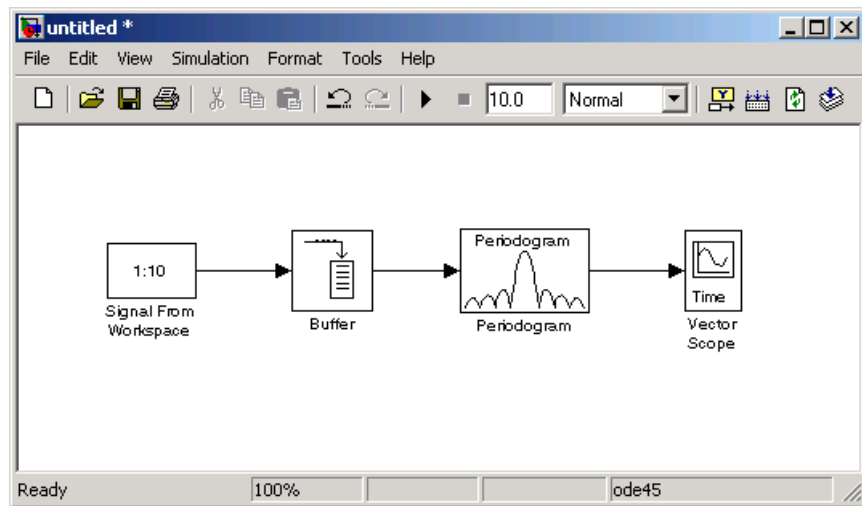 untitled *
File Edit View Simulation Format Tools Help
10.0 Normal
Periodogram
1:10
Time
Signal From
Workspace
Buffer
Periodogram
Vector
Scope
Ready 100% ode45